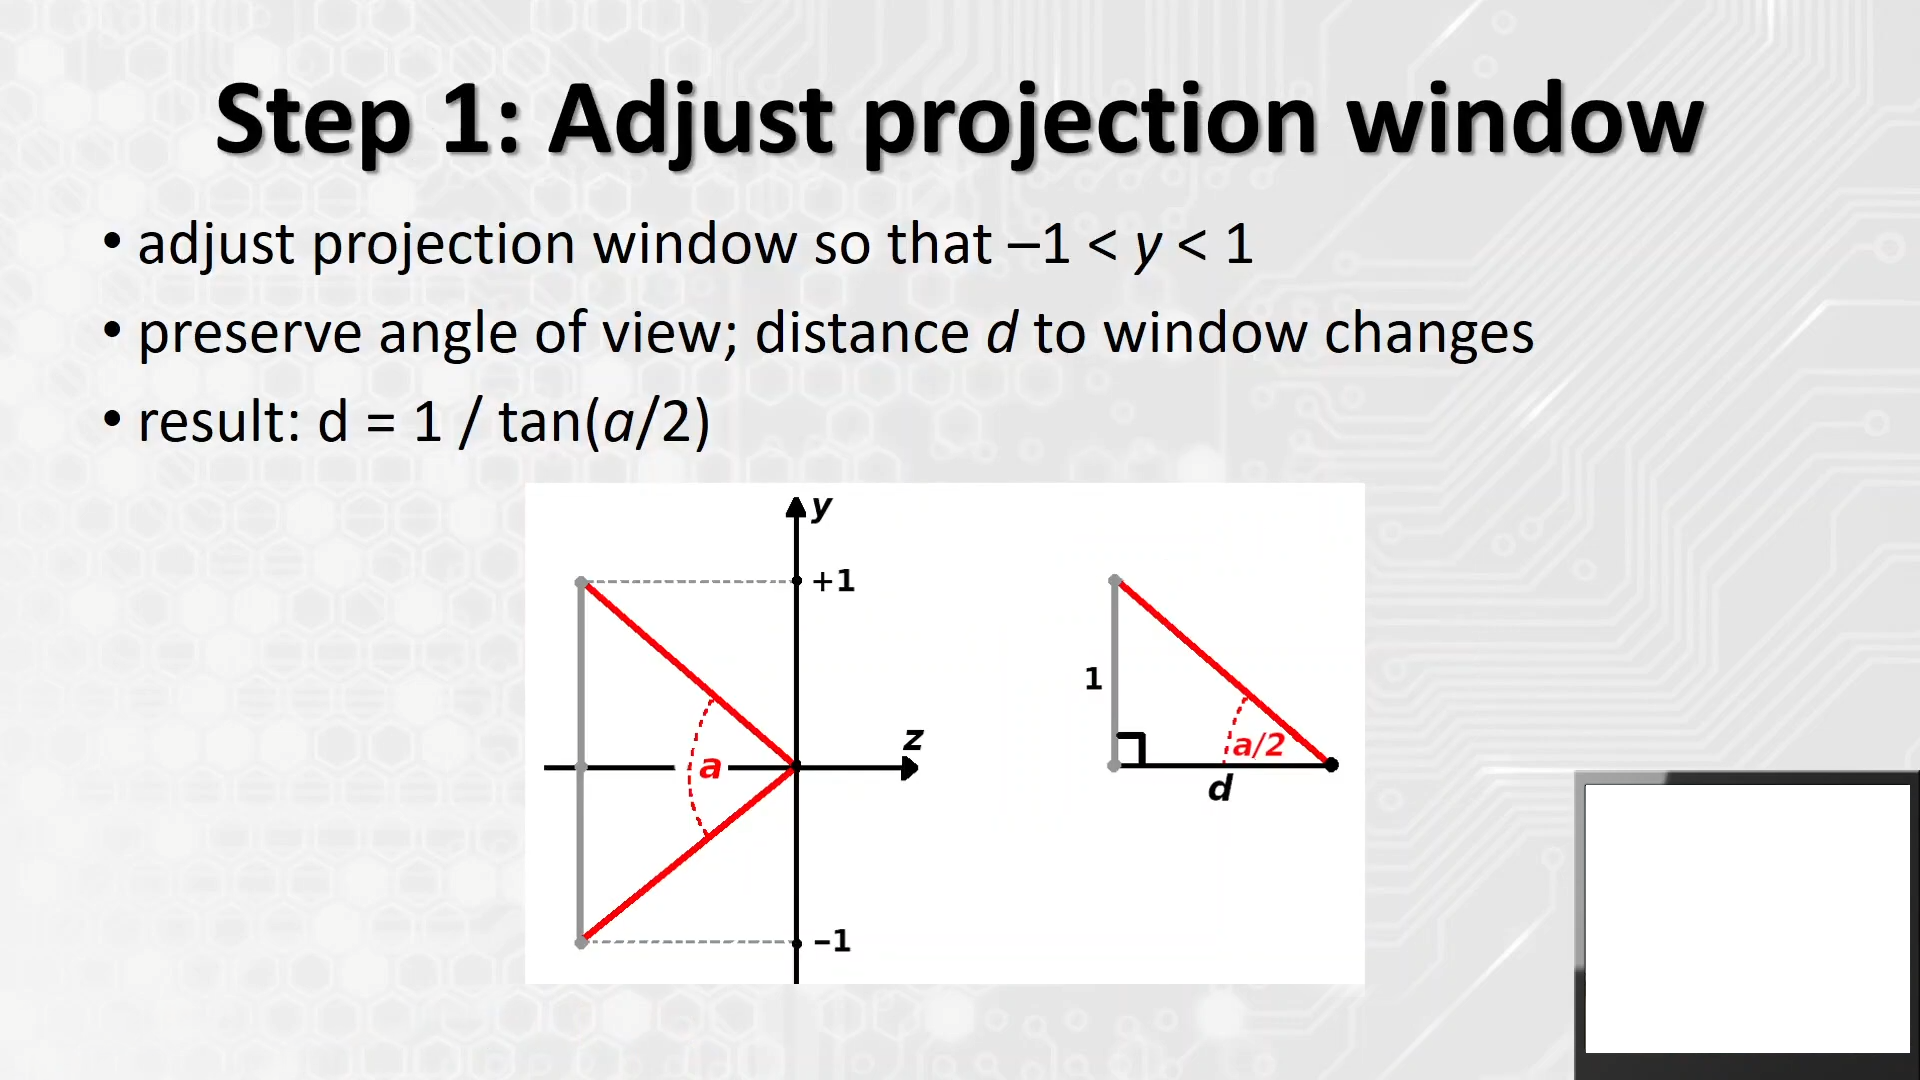 Step 1: Adjust projection window
• adjust projection window so that –1 < y < 1
• preserve angle of view; distance d to window changes
• result: d = 1 / tan(a/2)
y
+1
z
a
–1
1
a/2
d